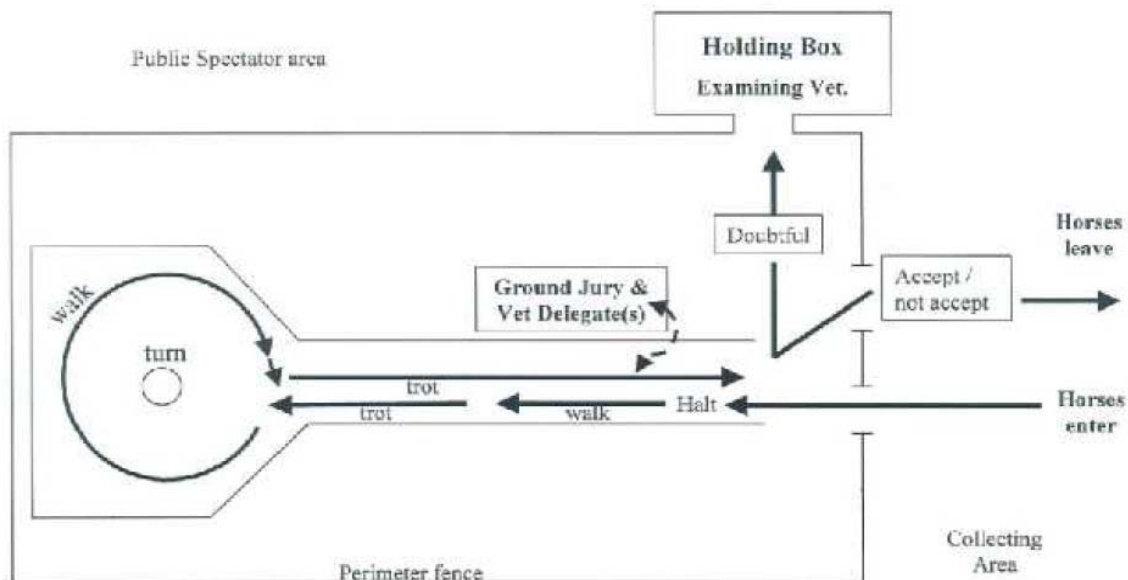 Public Spectator area
Holding Box
Examining Vet.
Doubtful
Horses
leave
Accept /
not accept
Ground Jury &
Vet Delegate(s)
walk
turn
trot
trot
walk
Halt
Horses
enter
Collecting
Area
Perimeter fence